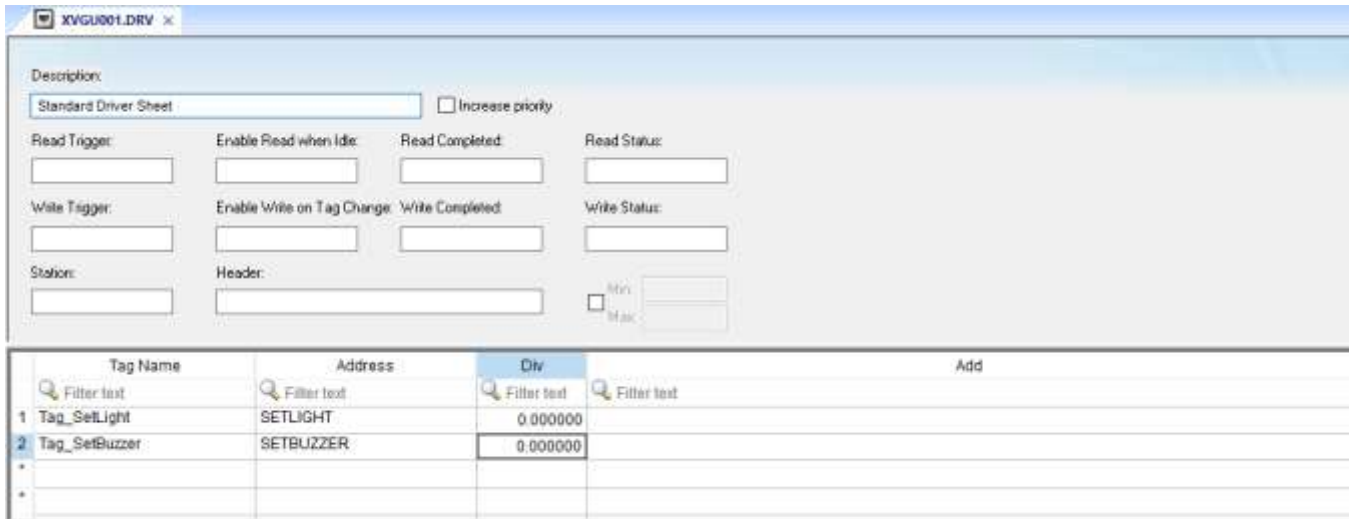 XVGU001.DRV ×
Description:
Standard Driver Sheet
Increase priority
Read Trigger: Enable Read when Idle: Read Completed: Read Status:
Write Trigger: Enable Write on Tag Change: Write Completed: Write Status:
Station: Header:
Min:
Max:
Tag Name Address Div Add
Filter text Filter text Filter text Filter text
1 Tag_SetLight SETLIGHT 0.000000
2 Tag_SetBuzzer SETBUZZER 0.000000
*
*